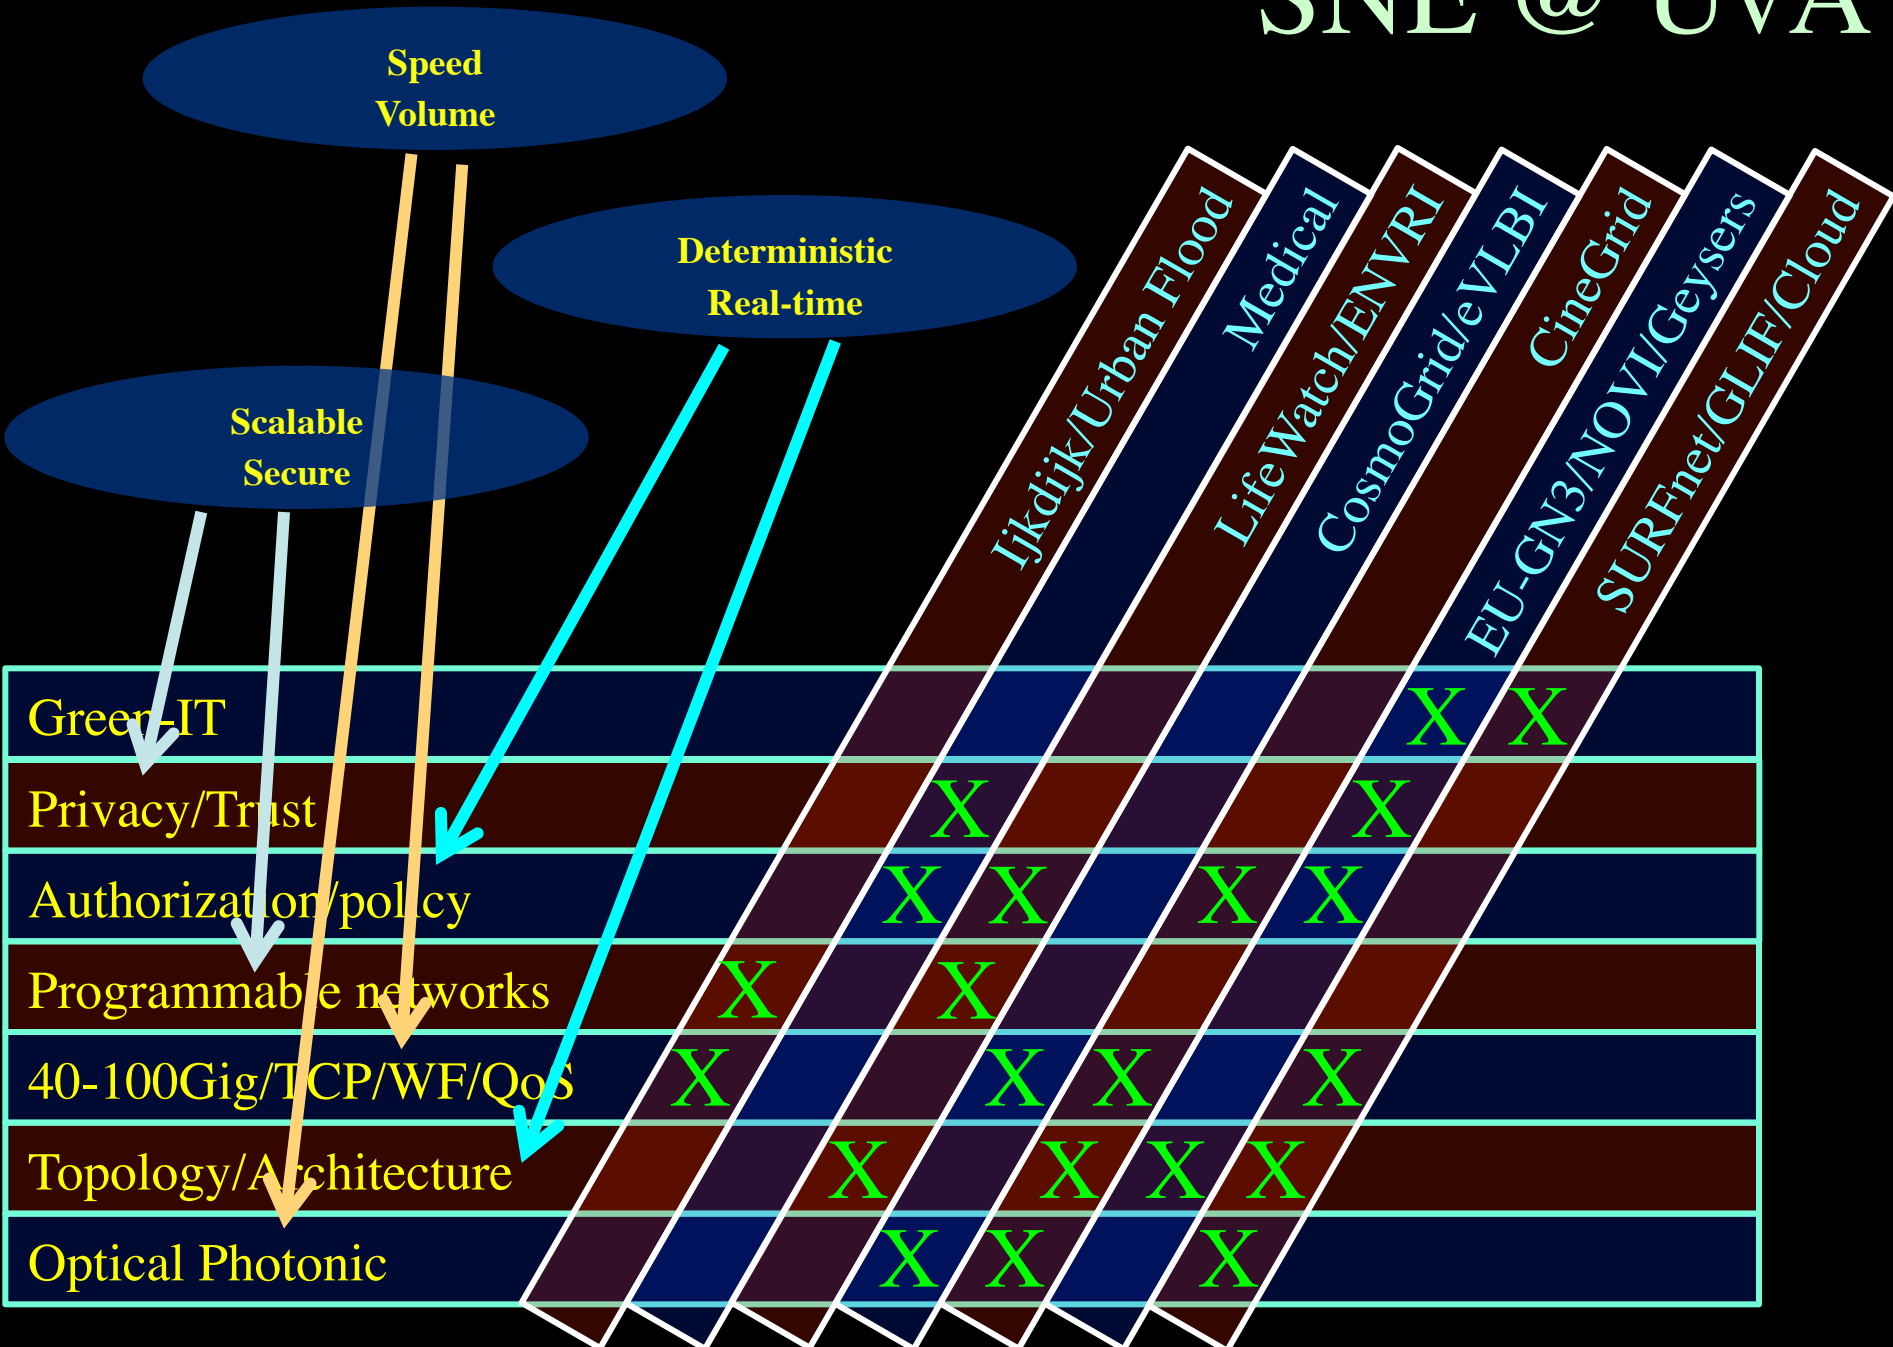 SNE @ UVA
Speed
Volume
Deterministic
Real-time
Scalable
Secure
Ijkdijk/Urban Flood
Medical
LifeWatch/ENVRI
CosmoGrid/eVLBI
CineGrid
EU-GN3/NOVI/Geysers
SURFnet/GLIF/Cloud
Green-IT X X
Privacy/Trust X X
Authorization/policy X X X X
Programmable networks X X
40-100Gig/TCP/WF/QoS X X X X
Topology/Architecture X X X X
Optical Photonic X X X